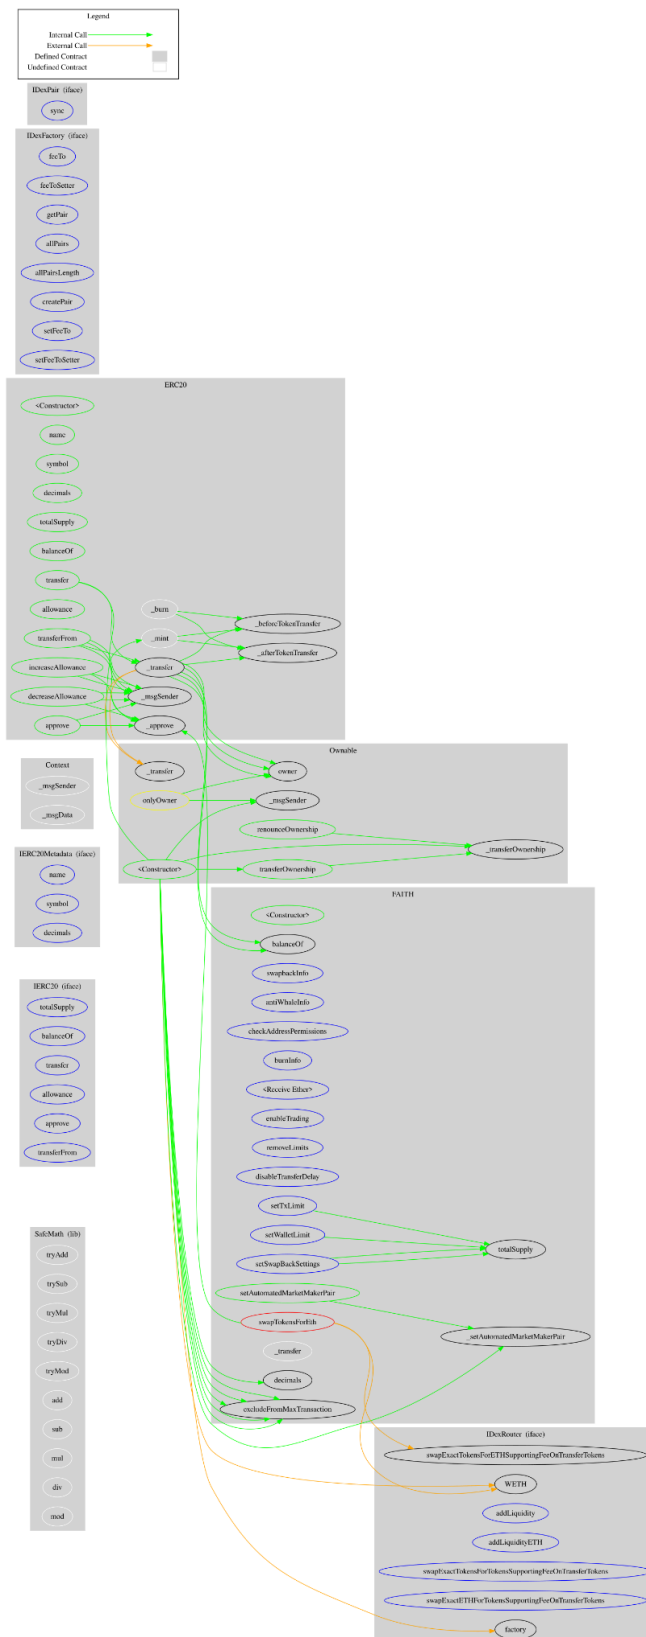 Legend
Internal Call
External Call
Defined Contract
Undefined Contract
IDexPair (iface)
sync
IDexFactory (iface)
feeTo
feeToSetter
getPair
allPairs
allPairsLength
createPair
setFeeTo
setFeeToSetter
ERC20
<Constructor>
name
symbol
decimals
totalSupply
balanceOf
transfer
allowance
transferFrom
increaseAllowance
decreaseAllowance
approve
_burn
_mint
_transfer
_msgSender
_approve
_beforeTokenTransfer
_afterTokenTransfer
Context
_msgSender
_msgData
Ownable
_transfer
onlyOwner
<Constructor>
owner
_msgSender
renounceOwnership
transferOwnership
_transferOwnership
IERC20Metadata (iface)
name
symbol
decimals
FAITH
<Constructor>
balanceOf
swapbackInfo
antiWhaleInfo
checkAddressPermissions
burnInfo
<Receive Ether>
enableTrading
removeLimits
disableTransferDelay
setTxLimit
setWalletLimit
setSwapBackSettings
totalSupply
setAutomatedMarketMakerPair
swapTokensForEth
_setAutomatedMarketMakerPair
_transfer
decimals
excludeFromMaxTransaction
IERC20 (iface)
totalSupply
balanceOf
transfer
allowance
approve
transferFrom
SafeMath (lib)
tryAdd
trySub
tryMul
tryDiv
tryMod
add
sub
mul
div
mod
IDexRouter (iface)
swapExactTokensForETHSupportingFeeOnTransferTokens
WETH
addLiquidity
addLiquidityETH
swapExactTokensForTokensSupportingFeeOnTransferTokens
swapExactETHForTokensSupportingFeeOnTransferTokens
factory